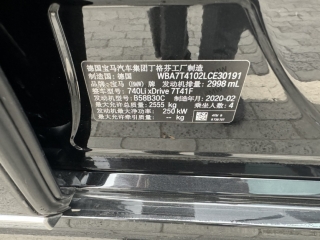 德国宝马汽车集团丁格芬工厂制造
制造国: 德国 WBA7T4102LCE30191
品牌: 宝马 (BMW) 牌 发动机排量: 2998 mL
整车型号: 740Li xDrive 7T41F
发动机型号: B58B30C 制造年月: 2020-02
最大允许总质量: 2555 kg 乘坐人数: 4
发动机最大净功率: 250 kW
最大允许牵引质量: -- kg